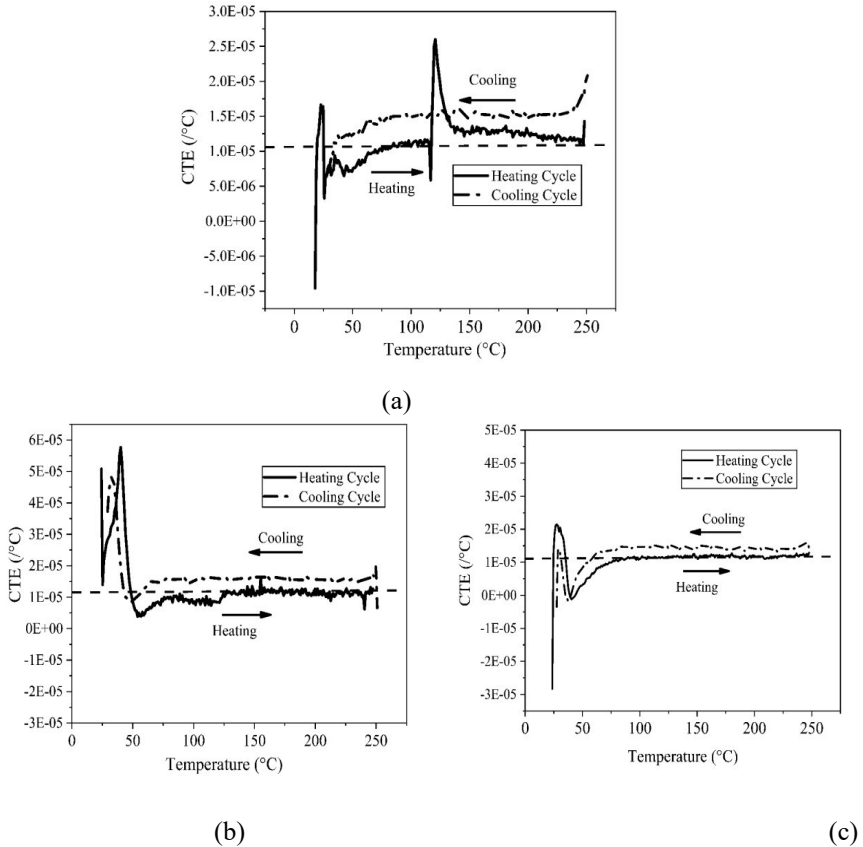 3.0E-05
2.5E-05
2.0E-05
1.5E-05
1.0E-05
5.0E-06
0.0E+00
-5.0E-06
-1.0E-05
CTE (/°C)
Cooling
Heating
Heating Cycle
Cooling Cycle
0 50 100 150 200 250
Temperature (°C)
(a)
6E-05
5E-05
4E-05
3E-05
2E-05
1E-05
0E+00
-1E-05
-2E-05
-3E-05
CTE (/°C)
Heating Cycle
Cooling Cycle
Cooling
Heating
0 50 100 150 200 250
Temperature (°C)
(b)
5E-05
4E-05
3E-05
2E-05
1E-05
0E+00
-1E-05
-2E-05
-3E-05
CTE (/°C)
Heating Cycle
Cooling Cycle
Cooling
Heating
0 50 100 150 200 250
Temperature (°C)
(c)